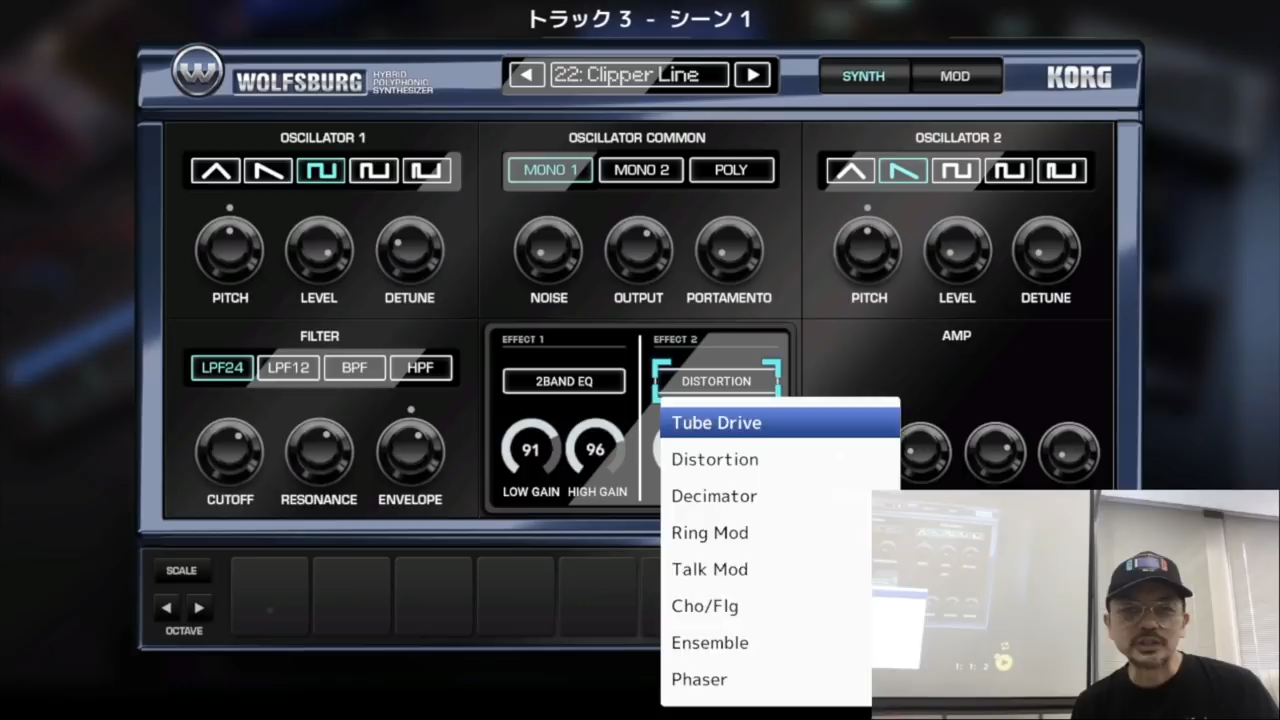 トラック 3 - シーン 1
W WOLFSBURG HYBRID POLYPHONIC SYNTHESIZER
22: Clipper Line
SYNTH MOD
KORG
OSCILLATOR 1
PITCH LEVEL DETUNE
OSCILLATOR COMMON
MONO 1 MONO 2 POLY
NOISE OUTPUT PORTAMENTO
OSCILLATOR 2
PITCH LEVEL DETUNE
FILTER
LPF24 LPF12 BPF HPF
CUTOFF RESONANCE ENVELOPE
EFFECT 1
2BAND EQ
91 96
LOW GAIN HIGH GAIN
EFFECT 2
DISTORTION
Tube Drive
Distortion
Decimator
Ring Mod
Talk Mod
Cho/Flg
Ensemble
Phaser
AMP
SCALE
OCTAVE
1: 1: 2